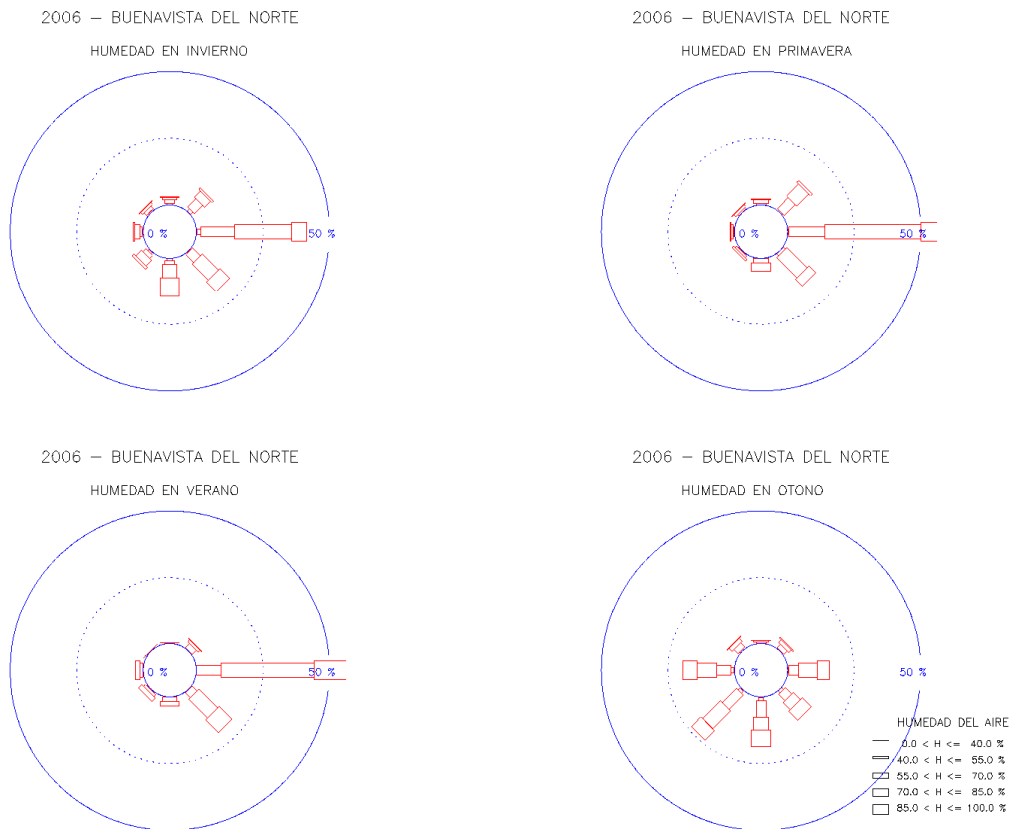 2006 – BUENAVISTA DEL NORTE
HUMEDAD EN INVIERNO
0 %
50 %
2006 – BUENAVISTA DEL NORTE
HUMEDAD EN PRIMAVERA
0 %
50 %
2006 – BUENAVISTA DEL NORTE
HUMEDAD EN VERANO
0 %
50 %
2006 – BUENAVISTA DEL NORTE
HUMEDAD EN OTONO
0 %
50 %
HUMEDAD DEL AIRE
0.0 < H <= 40.0 %
40.0 < H <= 55.0 %
55.0 < H <= 70.0 %
70.0 < H <= 85.0 %
85.0 < H <= 100.0 %